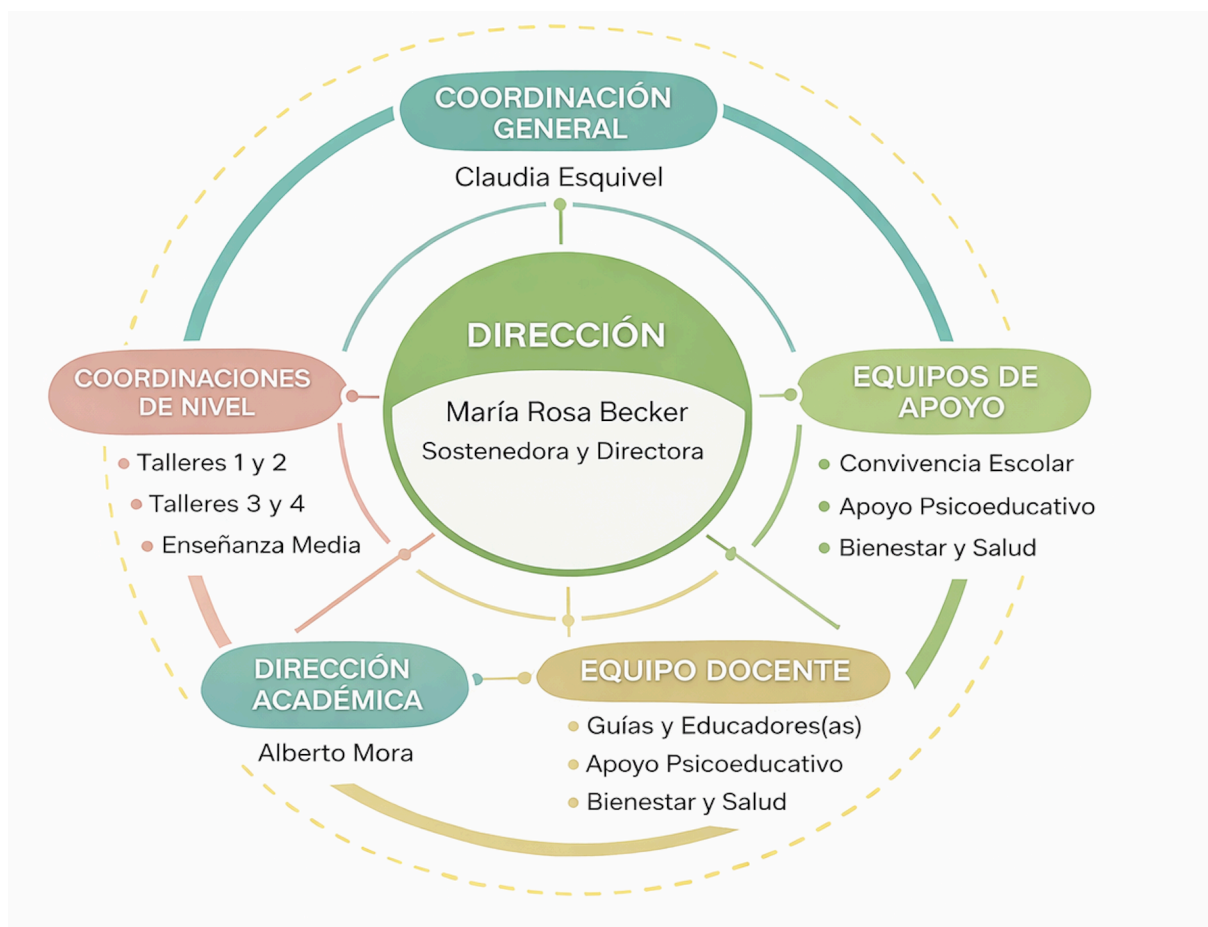 COORDINACIÓN
GENERAL
Claudia Esquivel
DIRECCIÓN
María Rosa Becker
Sostenedora y Directora
COORDINACIONES
DE NIVEL
Talleres 1 y 2
Talleres 3 y 4
Enseñanza Media
EQUIPOS DE
APOYO
Convivencia Escolar
Apoyo Psicoeducativo
Bienestar y Salud
DIRECCIÓN
ACADÉMICA
Alberto Mora
EQUIPO DOCENTE
Guías y Educadores(as)
Apoyo Psicoeducativo
Bienestar y Salud